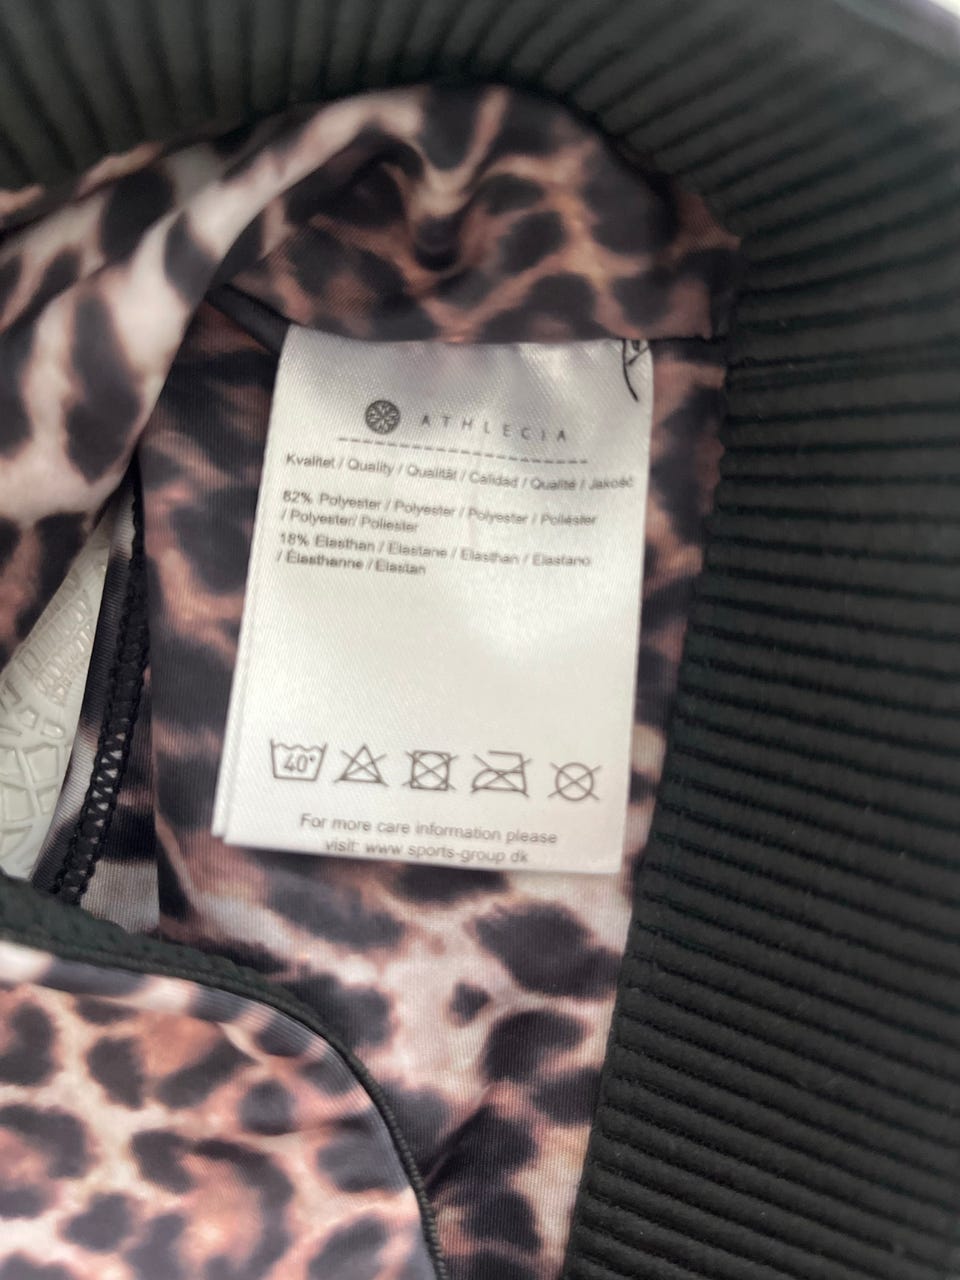 ATHLECIA
Kvalitet / Quality / Qualität / Calidad / Qualité / Jakość
82% Polyester / Polyester / Polyester / Poliéster
/ Polyester/ Poliester
18% Elasthan / Elastane / Elasthan / Elastano
/ Élasthanne / Elastan
40°
For more care information please
visit: www sports-group dk